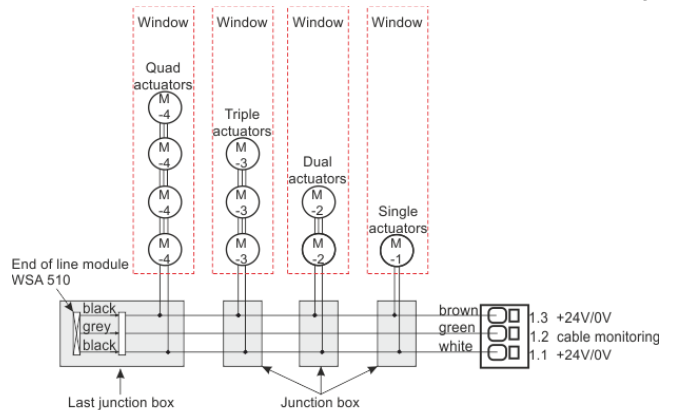 Window
Window
Window
Window
Quad
actuators
M
-4
M
-4
M
-4
M
-4
Triple
actuators
M
-3
M
-3
M
-3
Dual
actuators
M
-2
M
-2
Single
actuators
M
-1
End of line module
WSA 510
black
grey
black
brown
green
white
1.3 +24V/0V
1.2 cable monitoring
1.1 +24V/0V
Last junction box
Junction box